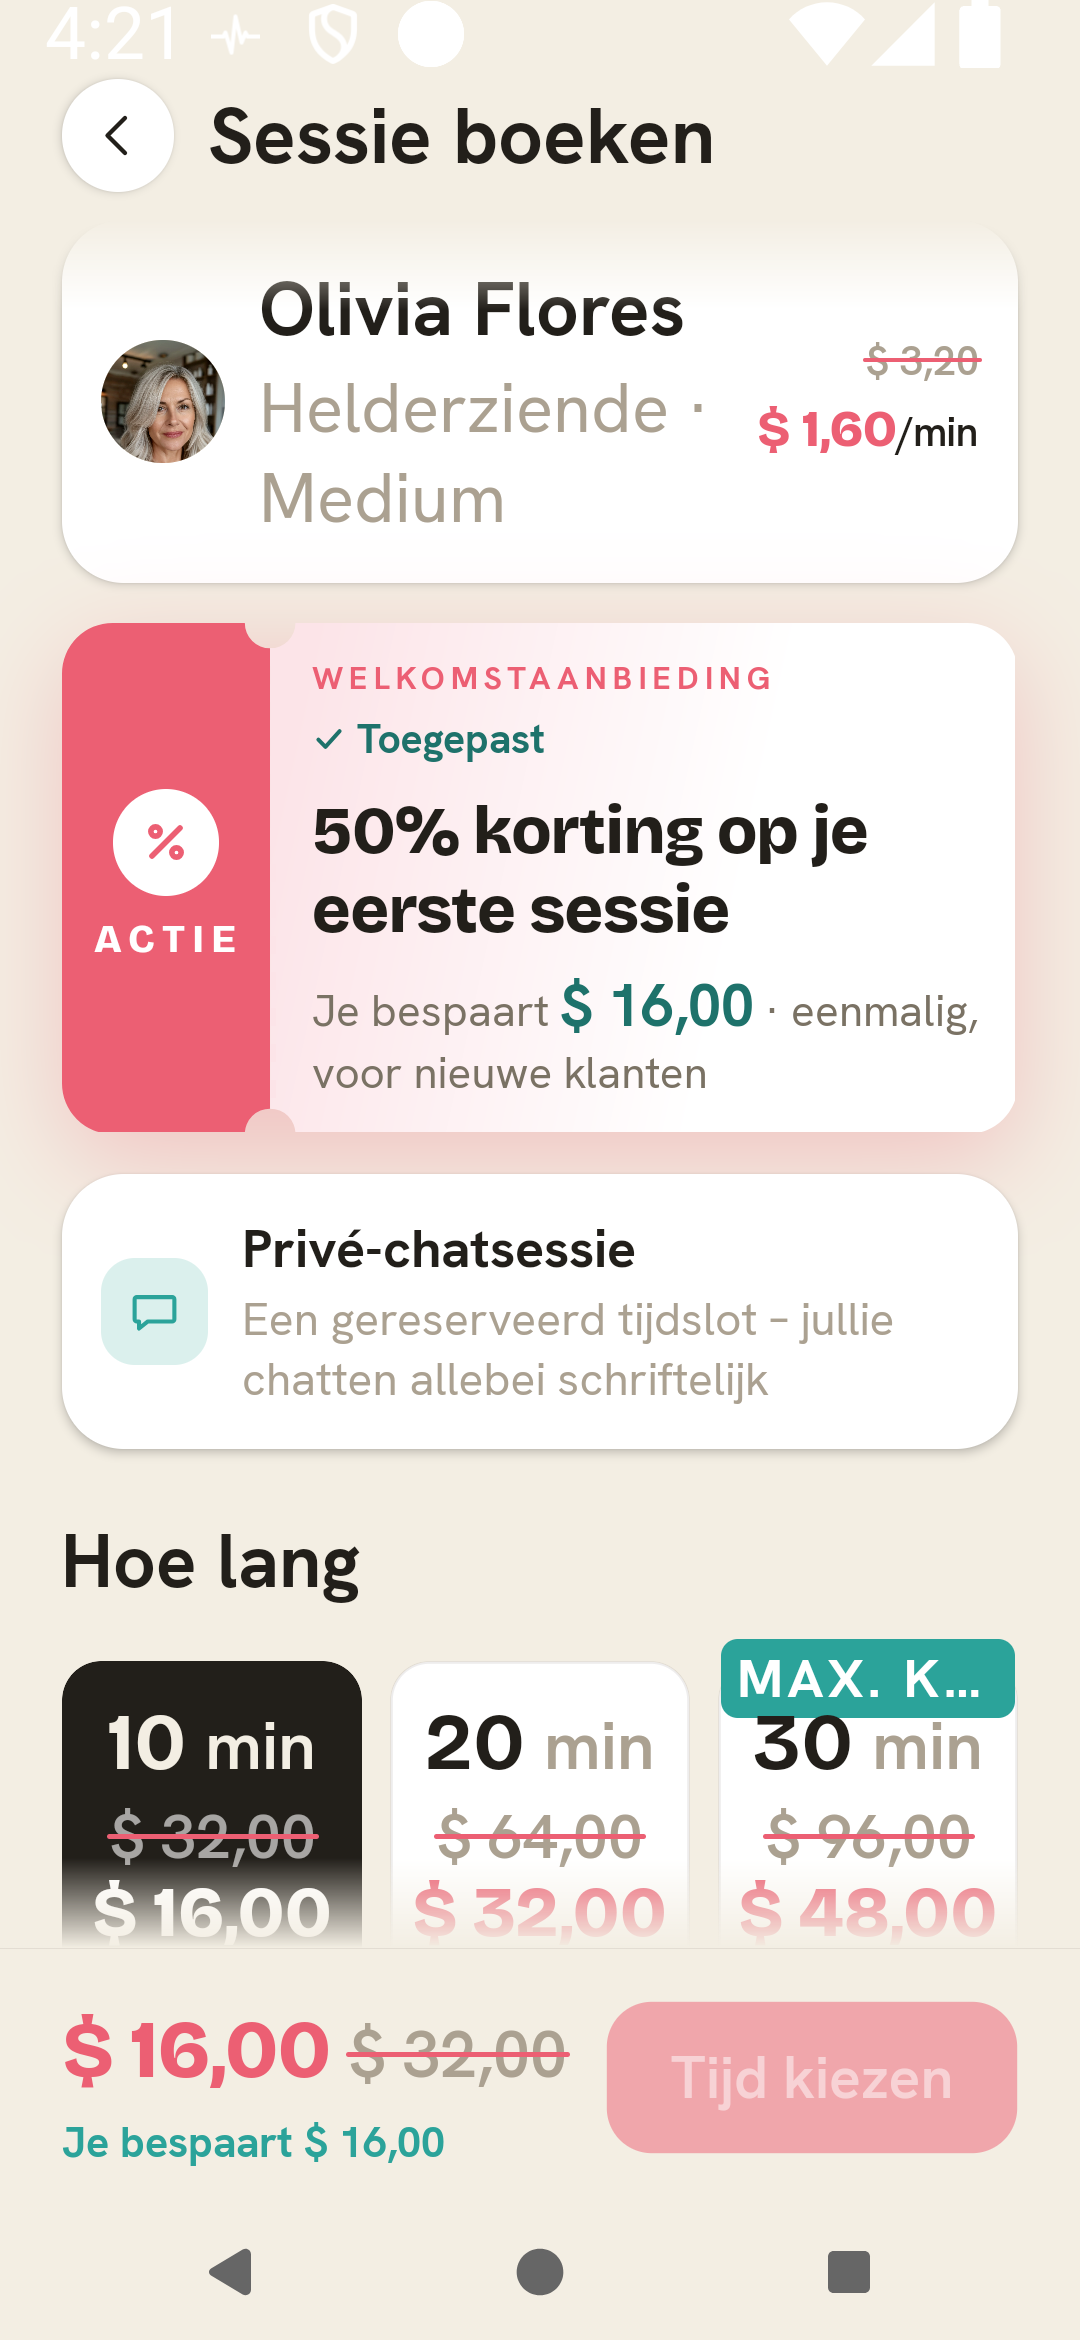 4:21
Sessie boeken
Olivia Flores
Helderziende ·
Medium
$ 3,20
$ 1,60/min
WELKOMSTAANBIEDING
Toegepast
50% korting op je
eerste sessie
Je bespaart $ 16,00 · eenmalig,
voor nieuwe klanten
ACTIE
Privé-chatsessie
Een gereserveerd tijdslot – jullie
chatten allebei schriftelijk
Hoe lang
MAX. K...
10 min
$ 32,00
$ 16,00
20 min
$ 64,00
$ 32,00
30 min
$ 96,00
$ 48,00
$ 16,00 $ 32,00
Je bespaart $ 16,00
Tijd kiezen